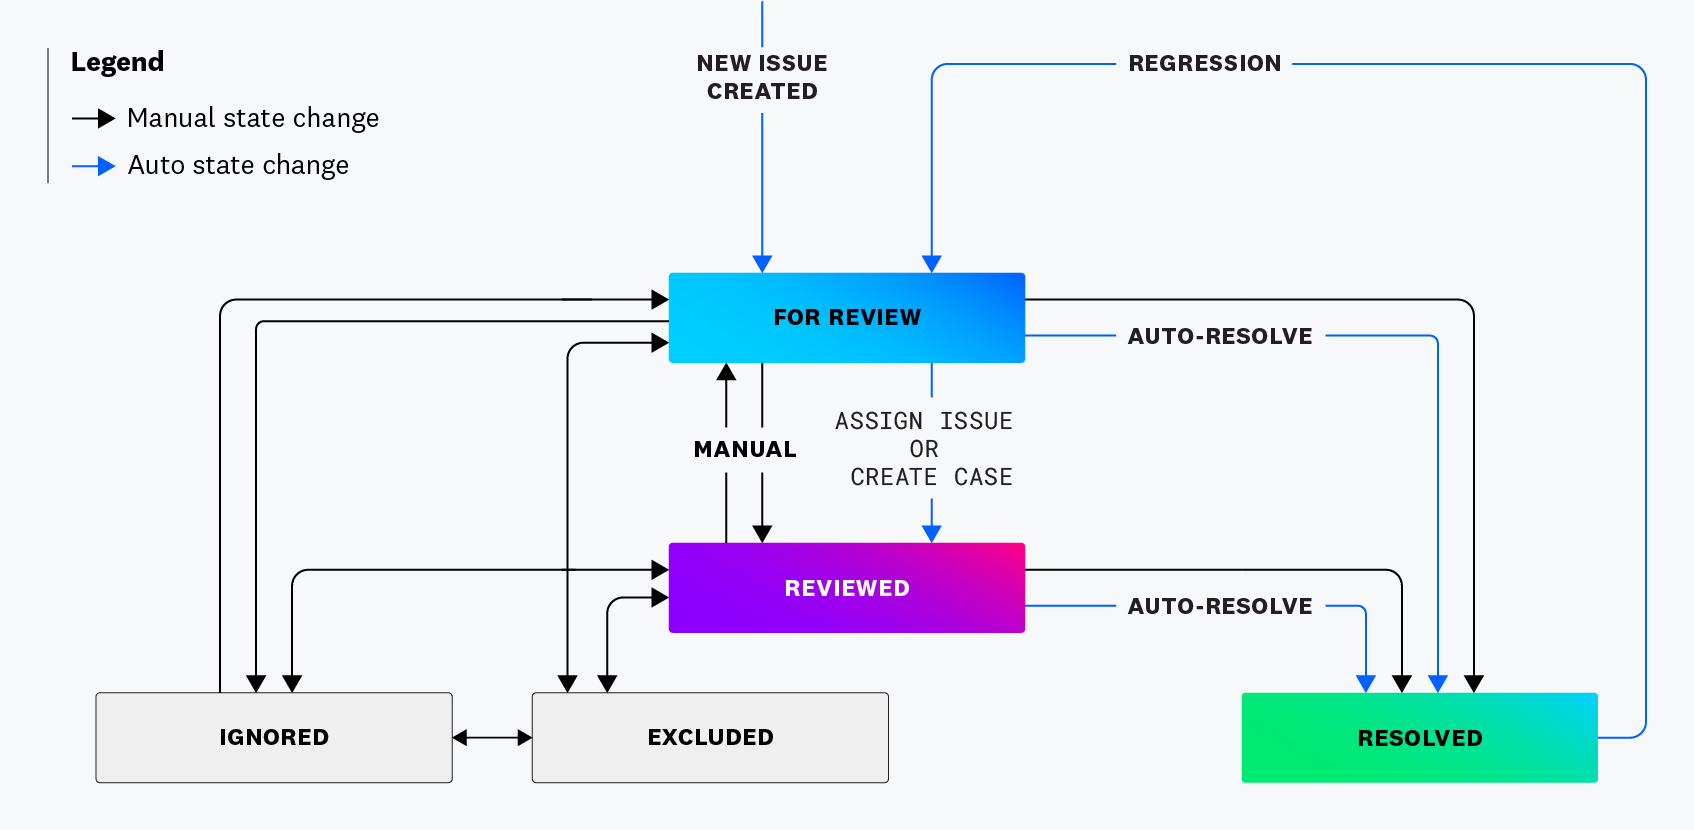 Legend
Manual state change
Auto state change
NEW ISSUE
CREATED
REGRESSION
FOR REVIEW
AUTO-RESOLVE
MANUAL
ASSIGN ISSUE
OR
CREATE CASE
REVIEWED
AUTO-RESOLVE
IGNORED
EXCLUDED
RESOLVED